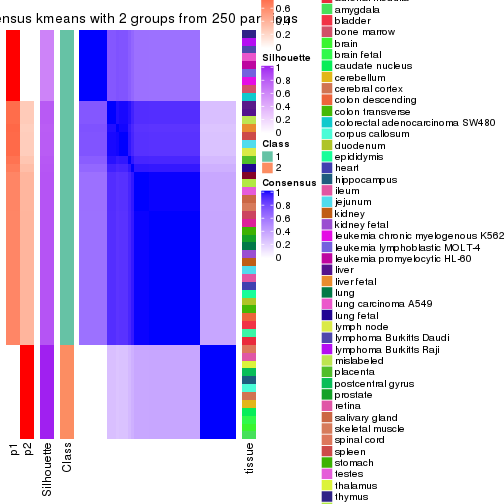 ensus kmeans with 2 groups from 250 par
0.6
0.4
0
Silhouette
1
0.8
0.6
0.4
0.2
0
Class
1
2
Consensus
1
0.8
0.6
0.4
0.2
0
p1
p2
Silhouette
Class
tissue
amygdala
bladder
bone marrow
brain
brain fetal
caudate nucleus
cerebellum
cerebral cortex
colon descending
colon transverse
colorectal adenocarcinoma SW480
corpus callosum
duodenum
epididymis
heart
hippocampus
ileum
jejunum
kidney
kidney fetal
leukemia chronic myelogenous K562
leukemia lymphoblastic MOLT-4
leukemia promyelocytic HL-60
liver
liver fetal
lung
lung carcinoma A549
lung fetal
lymph node
lymphoma Burkitts Daudi
lymphoma Burkitts Raji
mislabeled
placenta
postcentral gyrus
prostate
retina
salivary gland
skeletal muscle
spinal cord
spleen
stomach
testes
thalamus
thymus